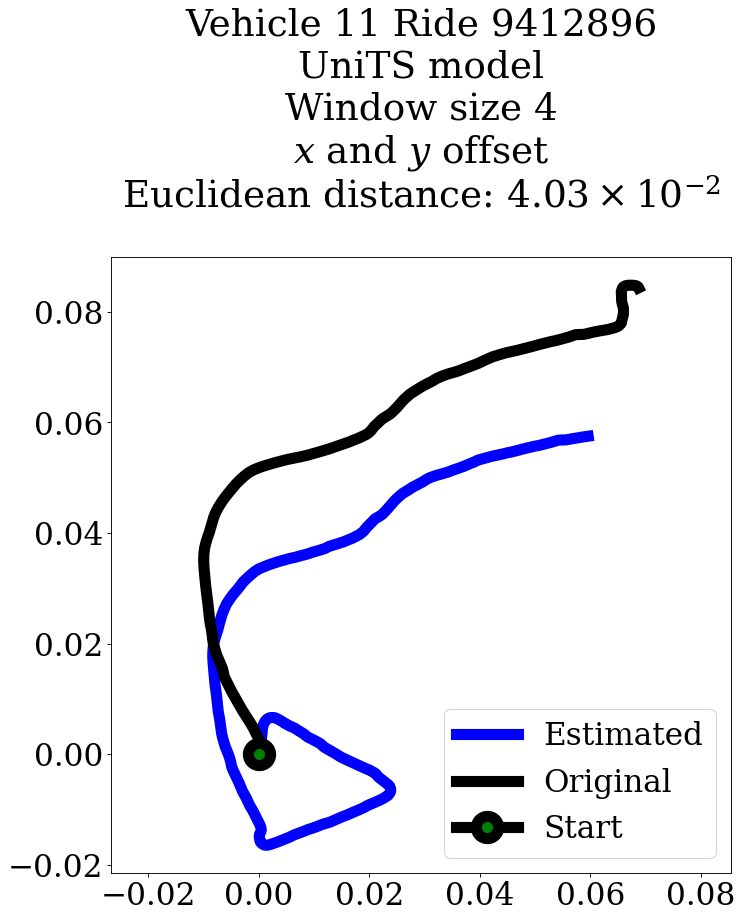 Vehicle 11 Ride 9412896
UniTS model
Window size 4
x and y offset
Euclidean distance: 4.03 × 10⁻²
0.08
0.06
0.04
0.02
0.00
−0.02
Estimated
Original
Start
−0.02 0.00 0.02 0.04 0.06 0.08